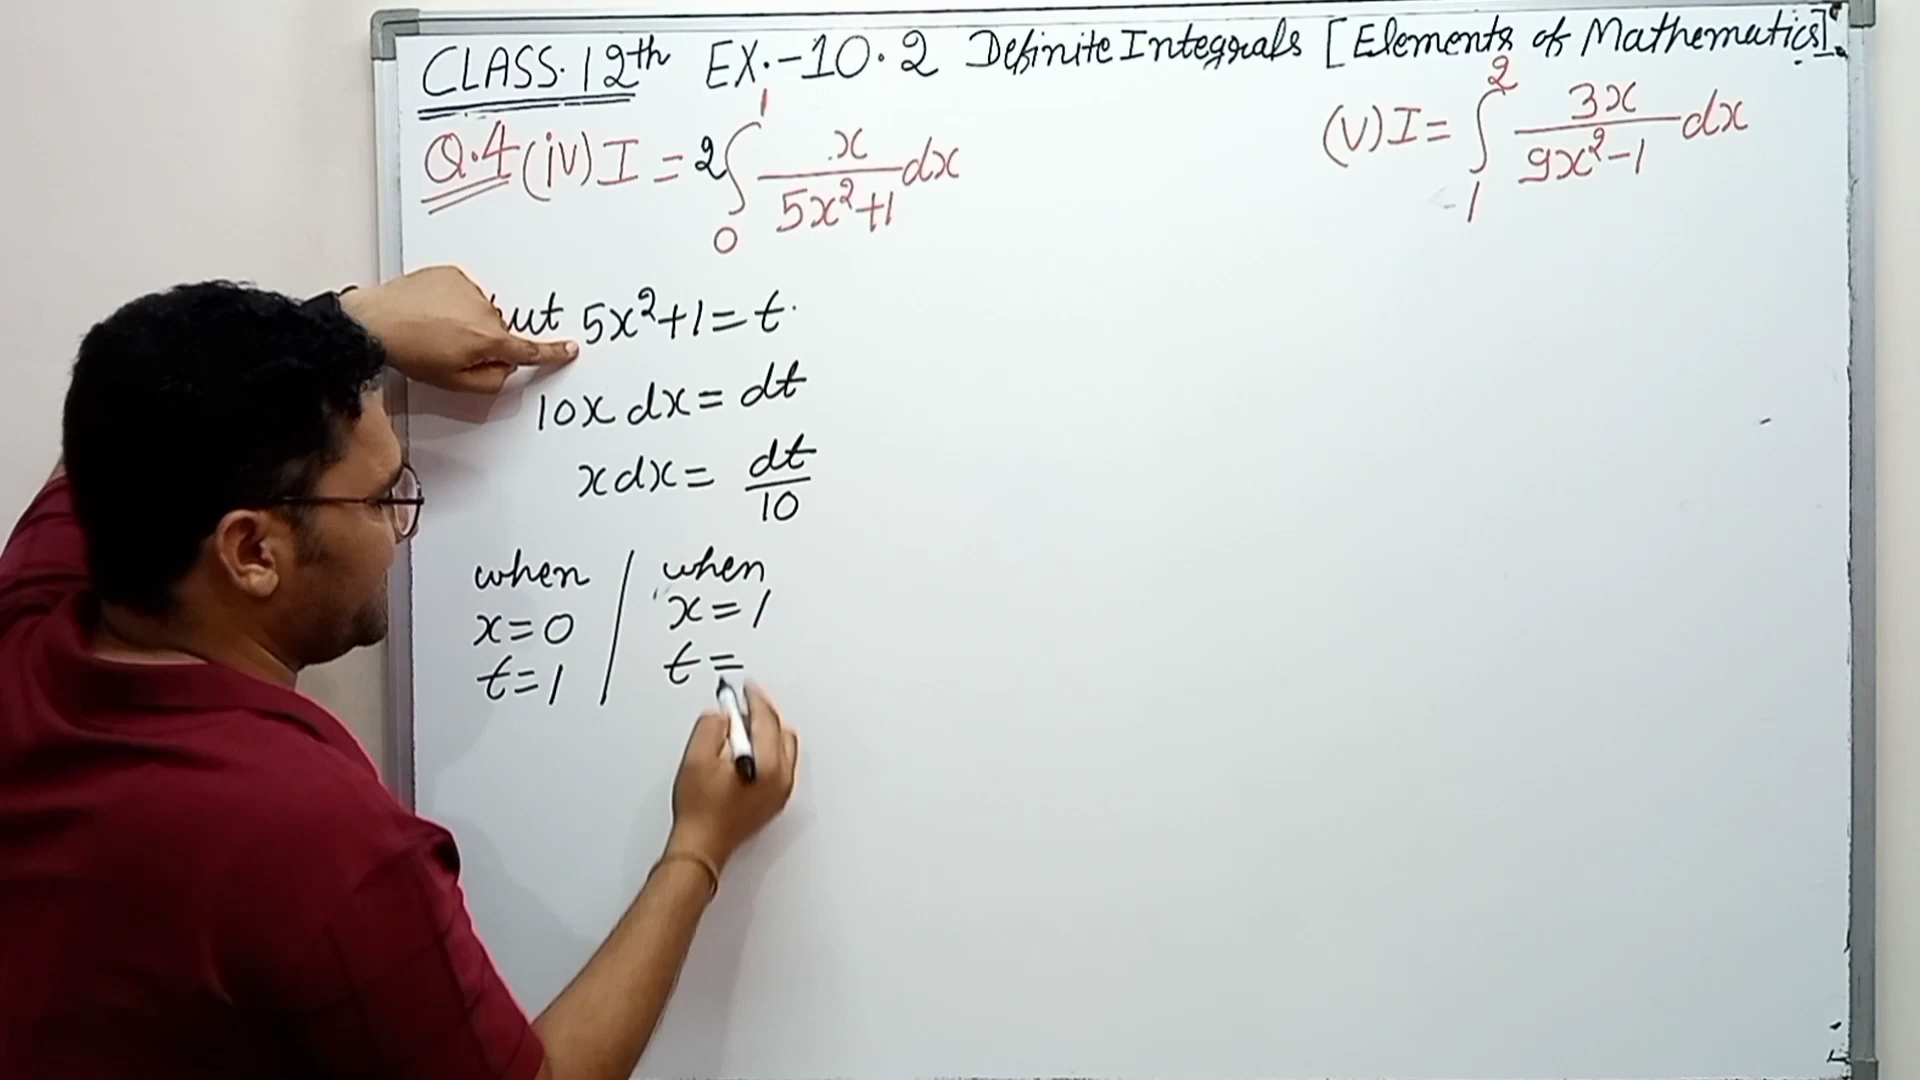 CLASS.12th EX.-10.2 Definite Integrals [Elements of Mathematics]
Q.4 (iv) I = 2∫₀¹ x/(5x²+1) dx
(V) I = ∫₁² 3x/(9x²-1) dx
put 5x²+1 = t.
10x dx = dt
x dx = dt/10
when / when
x=0 / x=1
t=1 / t=